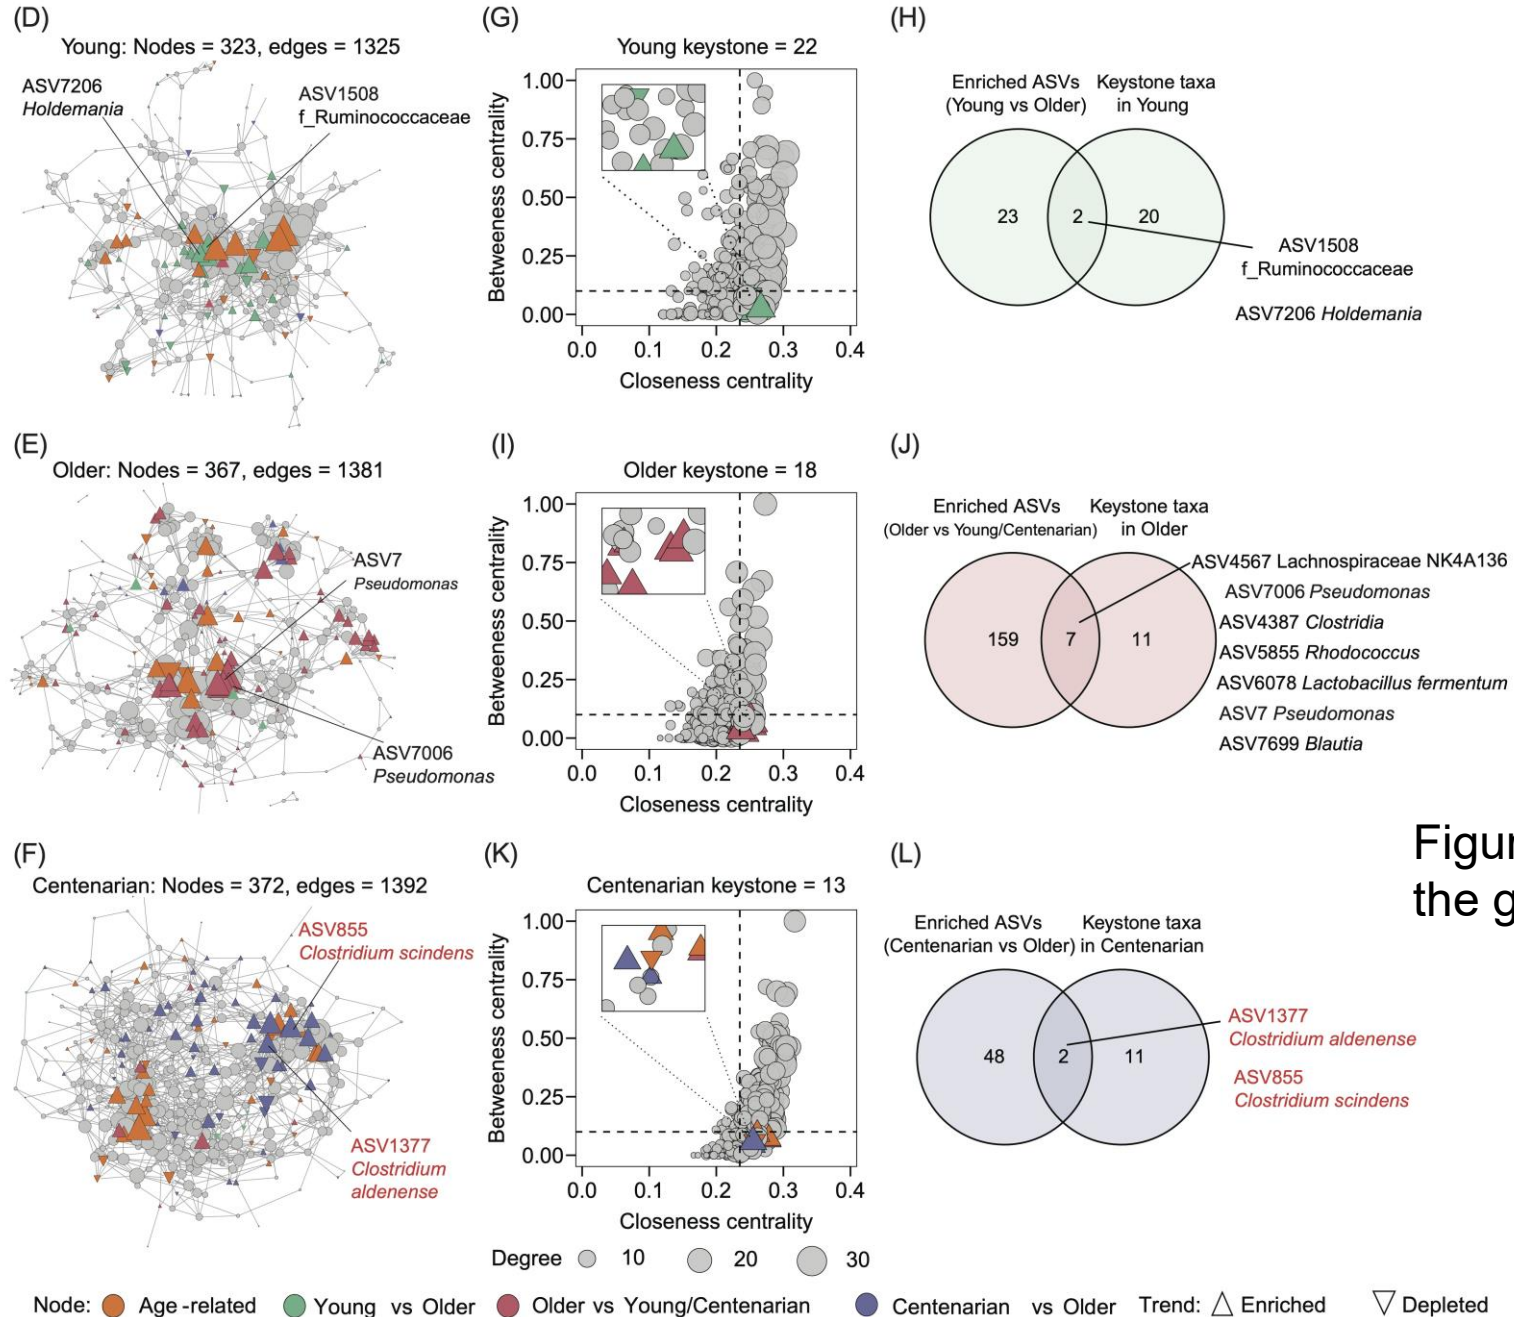 (D)
Young: Nodes = 323, edges = 1325
ASV7206
Holdemania
ASV1508
f_Ruminococcaceae
(G)
Young keystone = 22
Betweeness centrality
1.00
0.75
0.50
0.25
0.00
0.0 0.1 0.2 0.3 0.4
Closeness centrality
(H)
Enriched ASVs
(Young vs Older)
Keystone taxa
in Young
23 2 20
ASV1508
f_Ruminococcaceae
ASV7206 Holdemania
(E)
Older: Nodes = 367, edges = 1381
ASV7
Pseudomonas
ASV7006
Pseudomonas
(I)
Older keystone = 18
Betweeness centrality
1.00
0.75
0.50
0.25
0.00
0.0 0.1 0.2 0.3 0.4
Closeness centrality
(J)
Enriched ASVs
(Older vs Young/Centenarian)
Keystone taxa
in Older
159 7 11
ASV4567 Lachnospiraceae NK4A136
ASV7006 Pseudomonas
ASV4387 Clostridia
ASV5855 Rhodococcus
ASV6078 Lactobacillus fermentum
ASV7 Pseudomonas
ASV7699 Blautia
(F)
Centenarian: Nodes = 372, edges = 1392
ASV855
Clostridium scindens
ASV1377
Clostridium
aldenense
(K)
Centenarian keystone = 13
Betweeness centrality
1.00
0.75
0.50
0.25
0.00
0.0 0.1 0.2 0.3 0.4
Closeness centrality
(L)
Enriched ASVs
(Centenarian vs Older)
Keystone taxa
in Centenarian
48 2 11
ASV1377
Clostridium aldenense
ASV855
Clostridium scindens
Figur
the g
Degree 10 20 30
Node: Age-related Young vs Older Older vs Young/Centenarian Centenarian vs Older Trend: Enriched Depleted